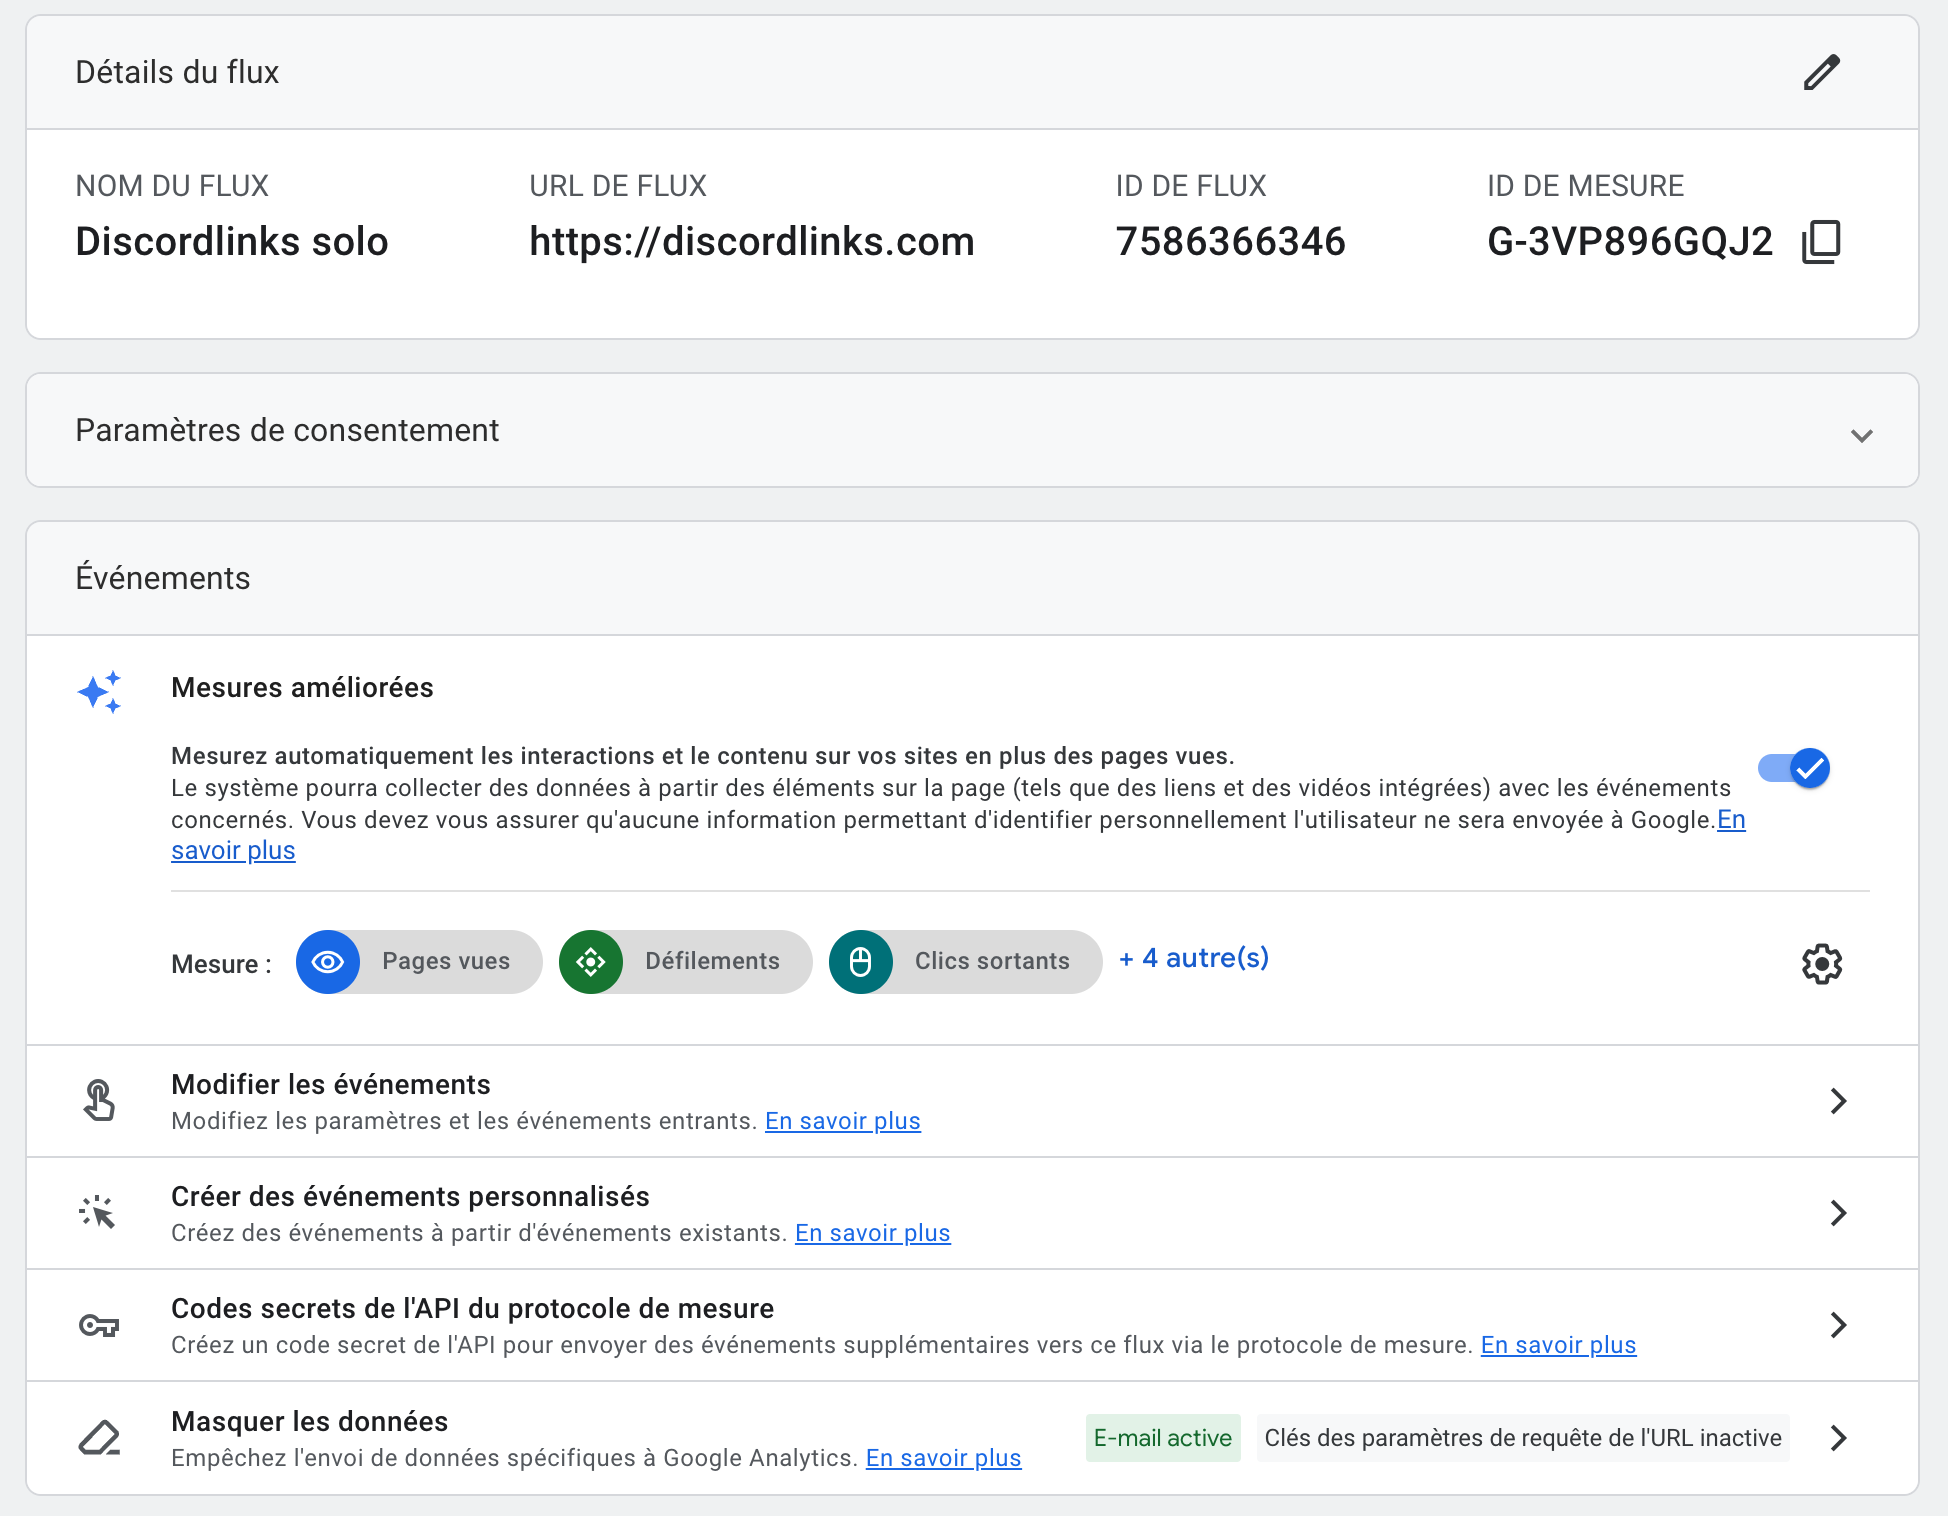 Détails du flux
NOM DU FLUX
Discordlinks solo
URL DE FLUX
https://discordlinks.com
ID DE FLUX
7586366346
ID DE MESURE
G-3VP896GQJ2
Paramètres de consentement
Événements
Mesures améliorées
Mesurez automatiquement les interactions et le contenu sur vos sites en plus des pages vues.
Le système pourra collecter des données à partir des éléments sur la page (tels que des liens et des vidéos intégrées) avec les événements
concernés. Vous devez vous assurer qu'aucune information permettant d'identifier personnellement l'utilisateur ne sera envoyée à Google.En
savoir plus
Mesure : Pages vues Défilements Clics sortants + 4 autre(s)
Modifier les événements
Modifiez les paramètres et les événements entrants. En savoir plus
Créer des événements personnalisés
Créez des événements à partir d'événements existants. En savoir plus
Codes secrets de l'API du protocole de mesure
Créez un code secret de l'API pour envoyer des événements supplémentaires vers ce flux via le protocole de mesure. En savoir plus
Masquer les données
Empêchez l'envoi de données spécifiques à Google Analytics. En savoir plus
E-mail active Clés des paramètres de requête de l'URL inactive